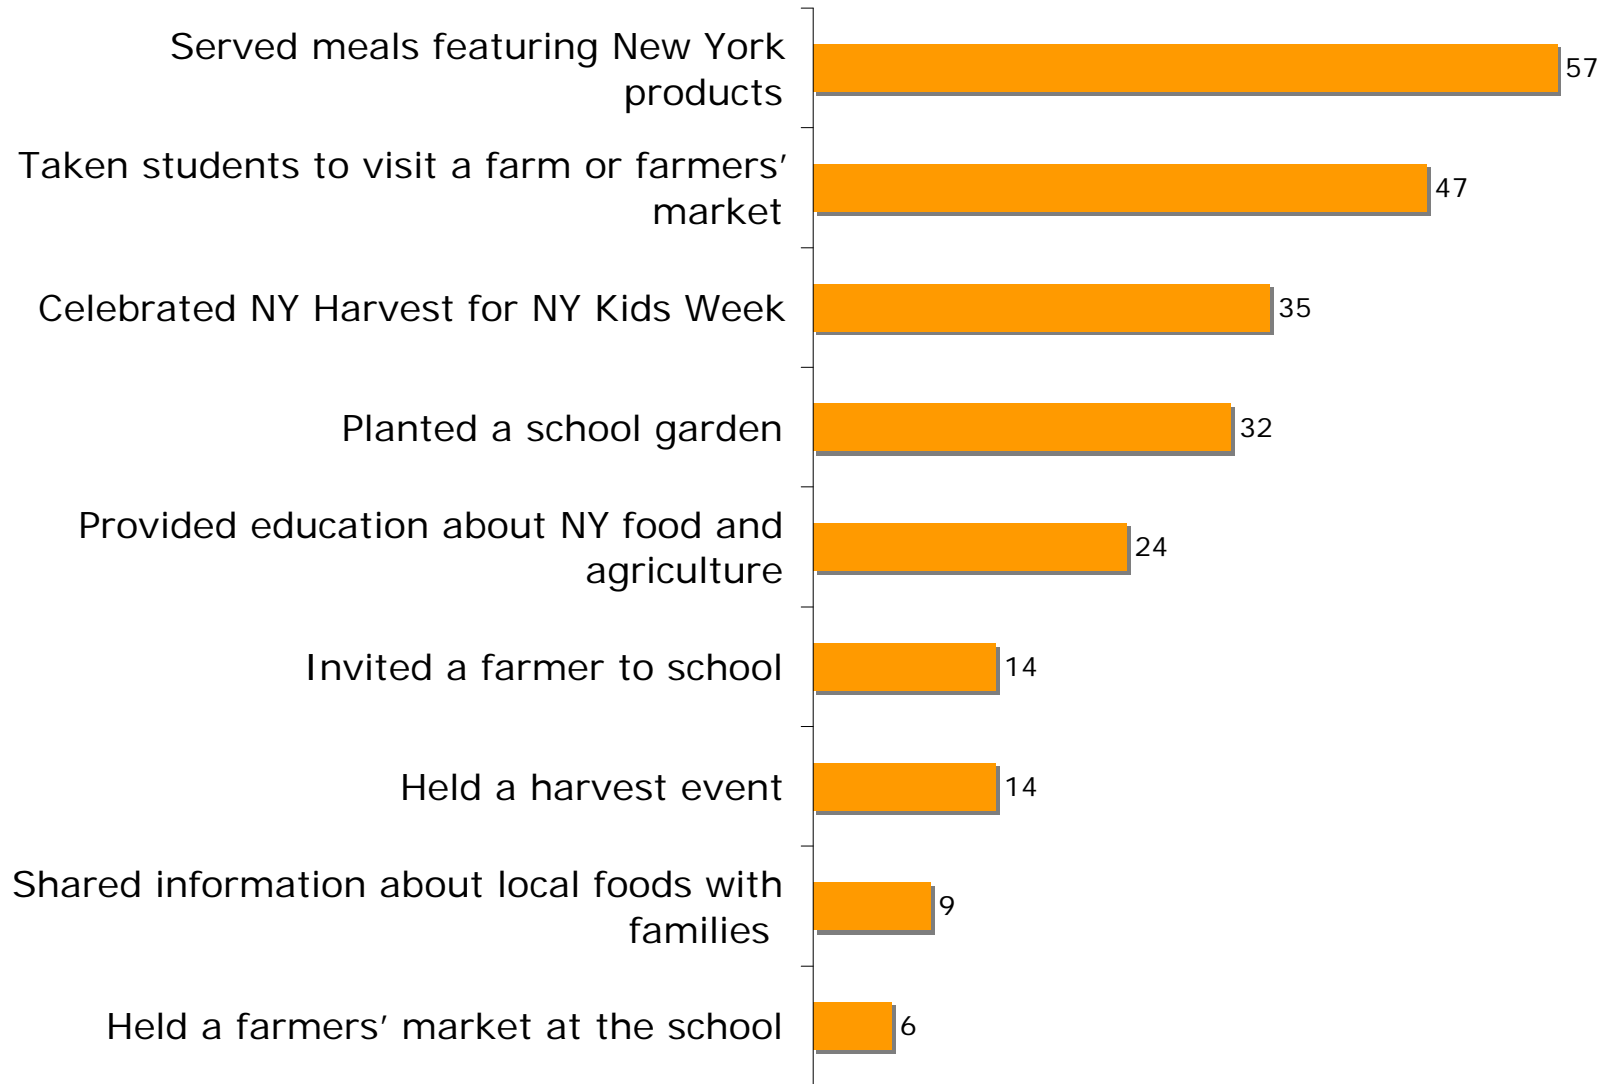 Served meals featuring New York
products
57
Taken students to visit a farm or farmers’
market
47
Celebrated NY Harvest for NY Kids Week
35
Planted a school garden
32
Provided education about NY food and
agriculture
24
Invited a farmer to school
14
Held a harvest event
14
Shared information about local foods with
families
9
Held a farmers’ market at the school
6